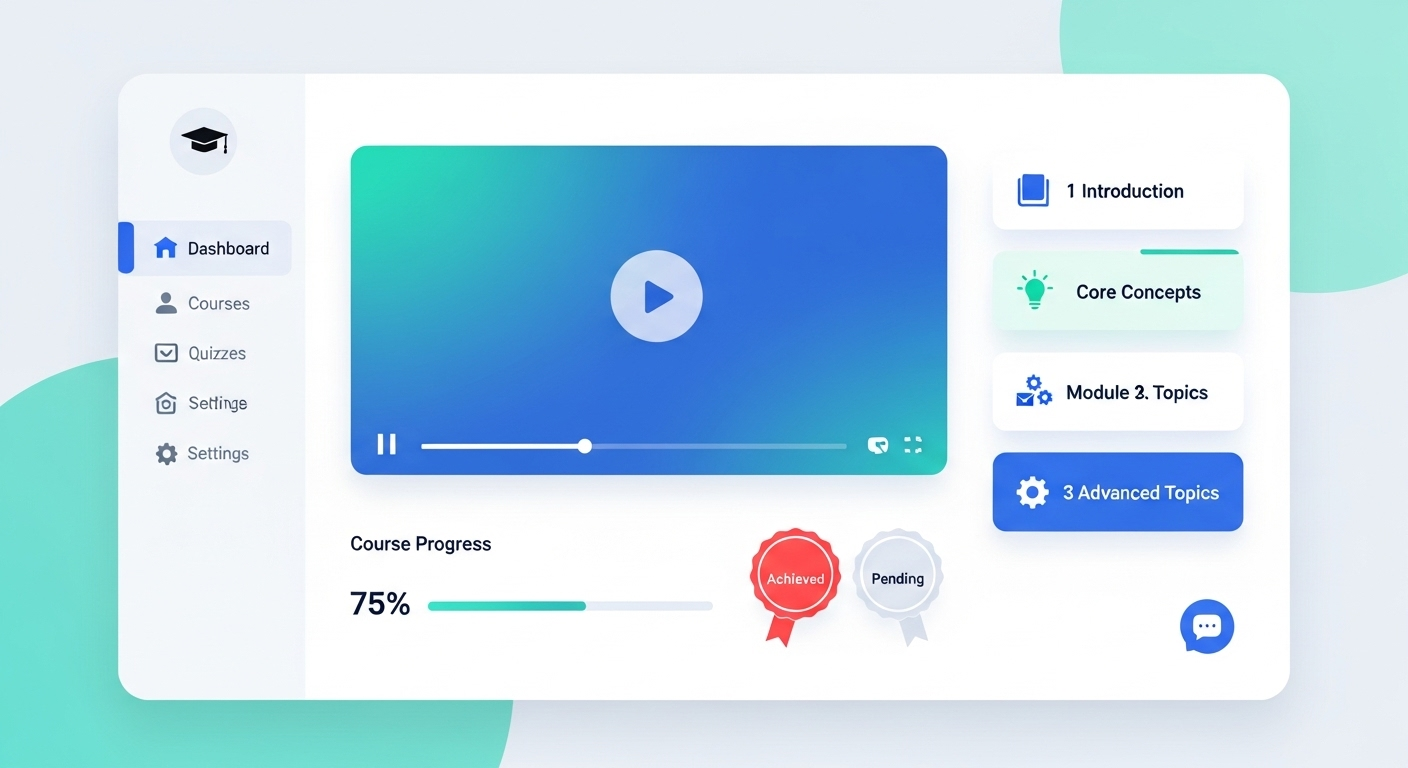 Dashboard
Courses
Quizzes
Settinge
Settings
1 Introduction
Core Concepts
Module 2. Topics
3 Advanced Topics
Course Progress
75%
Achieved
Pending